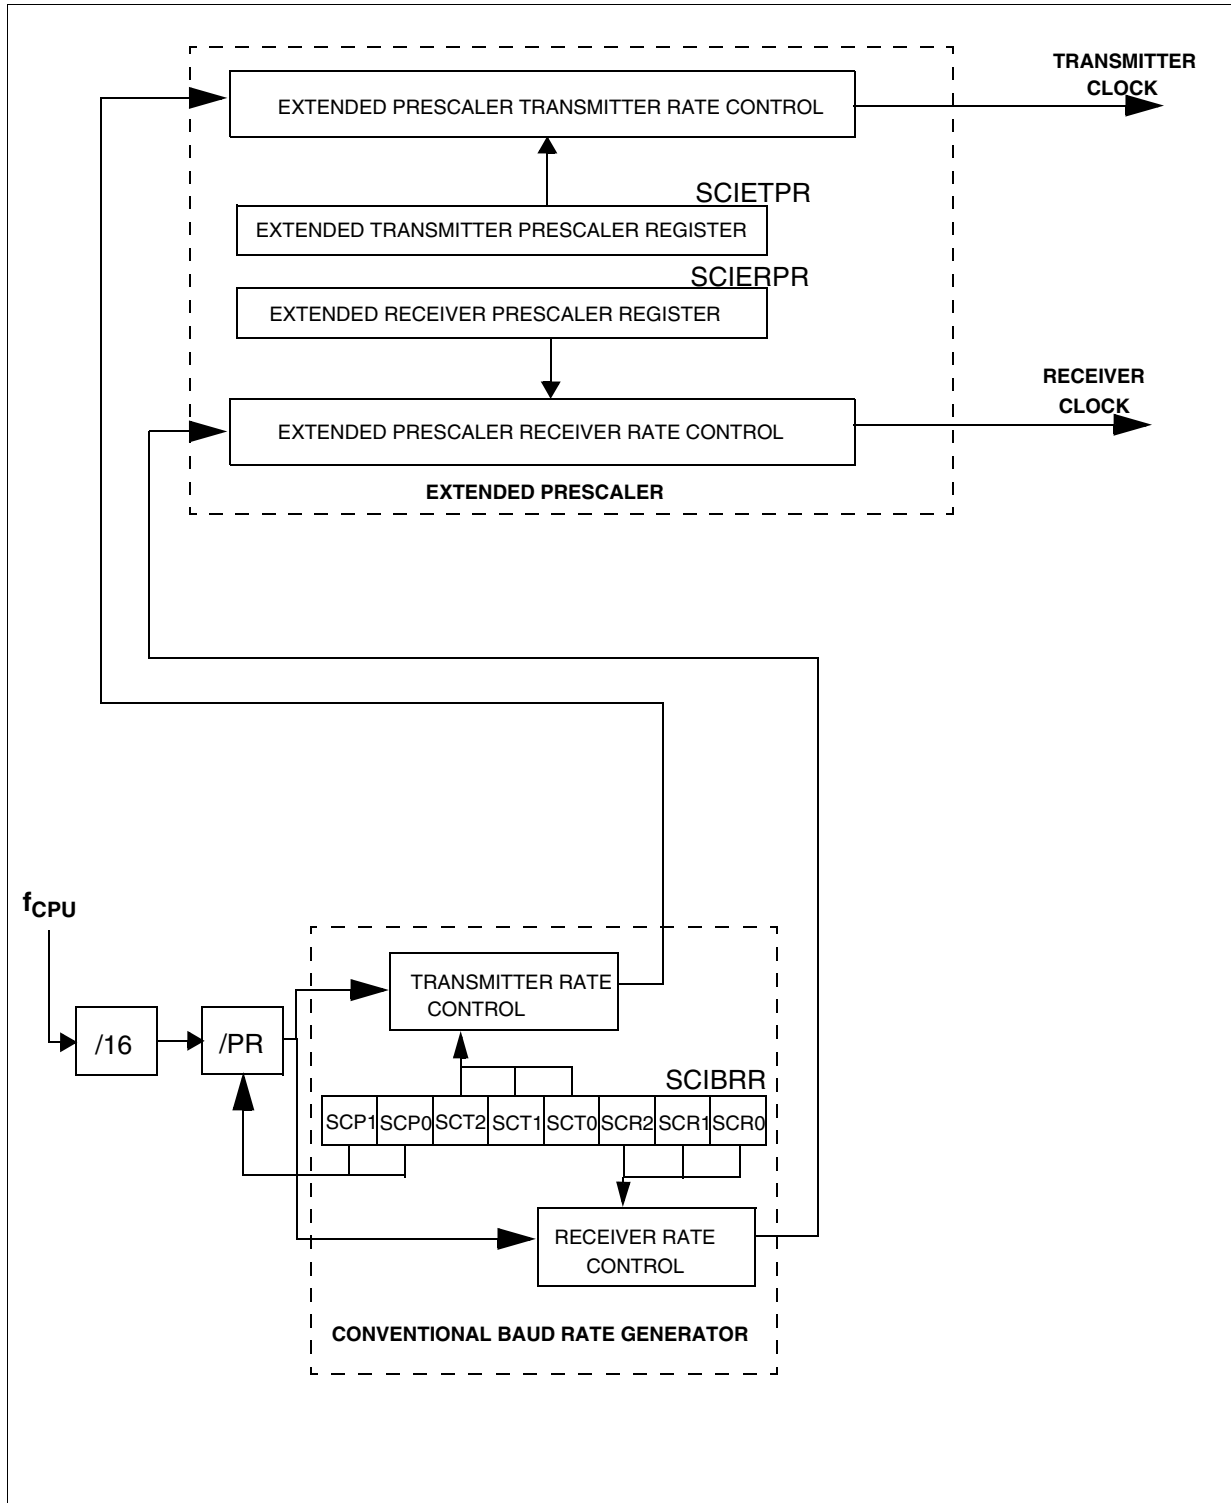 TRANSMITTER
CLOCK
EXTENDED PRESCALER TRANSMITTER RATE CONTROL
SCIETPR
EXTENDED TRANSMITTER PRESCALER REGISTER
SCIERPR
EXTENDED RECEIVER PRESCALER REGISTER
RECEIVER
CLOCK
EXTENDED PRESCALER RECEIVER RATE CONTROL
EXTENDED PRESCALER
fCPU
TRANSMITTER RATE
CONTROL
/16
/PR
SCIBRR
SCP1 SCP0 SCT2 SCT1 SCT0 SCR2 SCR1 SCR0
RECEIVER RATE
CONTROL
CONVENTIONAL BAUD RATE GENERATOR